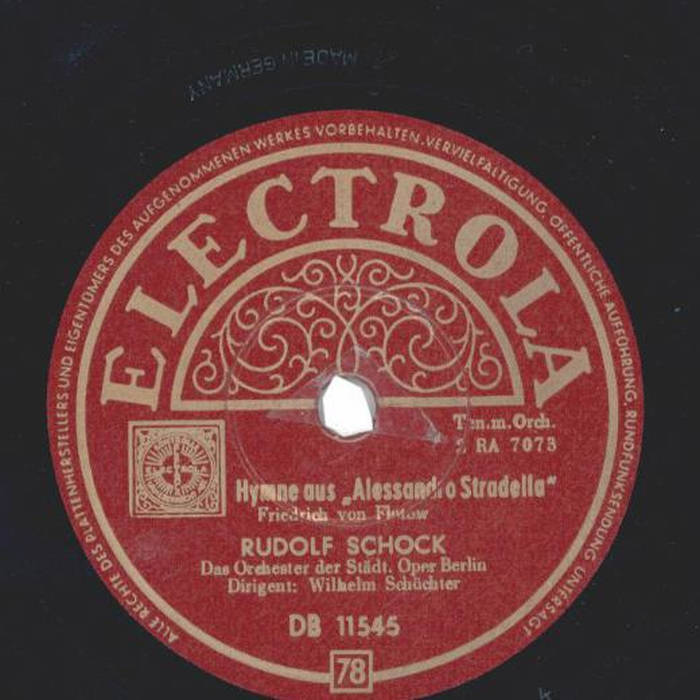 MADE IN GERMANY
ALLE RECHTE DES PLATTENHERSTELLERS UND EIGENTÜMERS DES AUFGENOMMENEN WERKES VORBEHALTEN. VERVIELFÄLTIGUNG, ÖFFENTLICHE AUFFÜHRUNG, RUNDFUNKSENDUNG UNTERSAGT
ELECTROLA
Ten.m.Orch.
2 RA 7073
ELECTROLA
Hymne aus „Alessandro Stradella"
Friedrich von Flotow
RUDOLF SCHOCK
Das Orchester der Städt. Oper Berlin
Dirigent: Wilhelm Schüchter
DB 11545
78